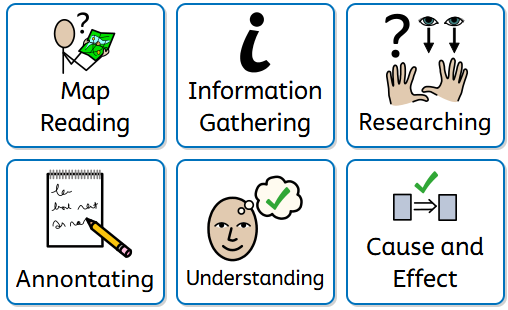 Map
Reading
Information
Gathering
Researching
Annontating
Understanding
Cause and
Effect